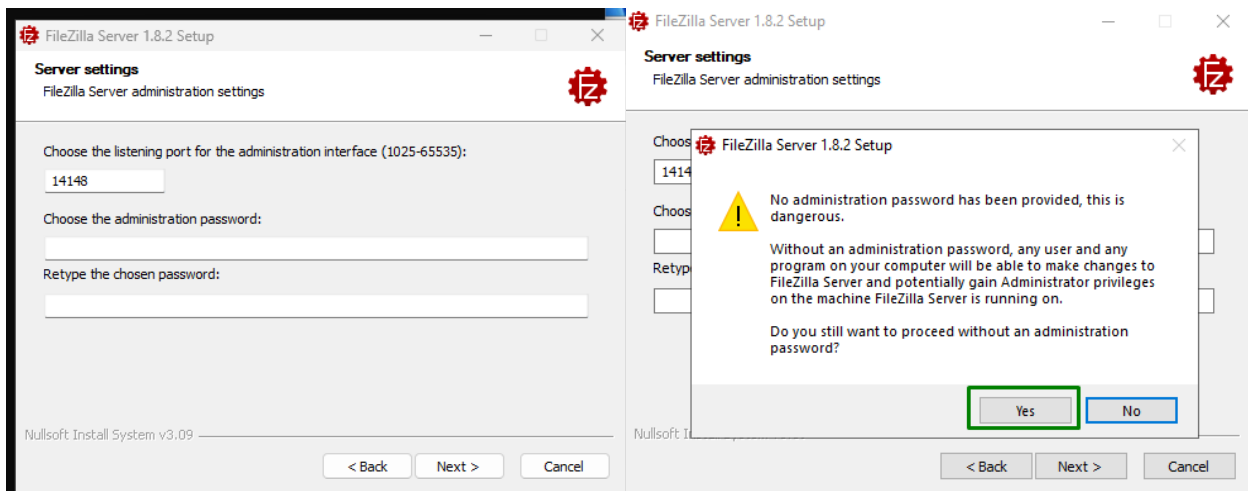 FileZilla Server 1.8.2 Setup
Server settings
FileZilla Server administration settings
Choose the listening port for the administration interface (1025-65535):
14148
Choose the administration password:
Retype the chosen password:
Nullsoft Install System v3.09
< Back
Next >
Cancel
FileZilla Server 1.8.2 Setup
Server settings
FileZilla Server administration settings
Choos
1414
Choos
Retyp
FileZilla Server 1.8.2 Setup
No administration password has been provided, this is
dangerous.
Without an administration password, any user and any
program on your computer will be able to make changes to
FileZilla Server and potentially gain Administrator privileges
on the machine FileZilla Server is running on.
Do you still want to proceed without an administration
password?
Yes
No
Nullsoft I
< Back
Next >
Cancel